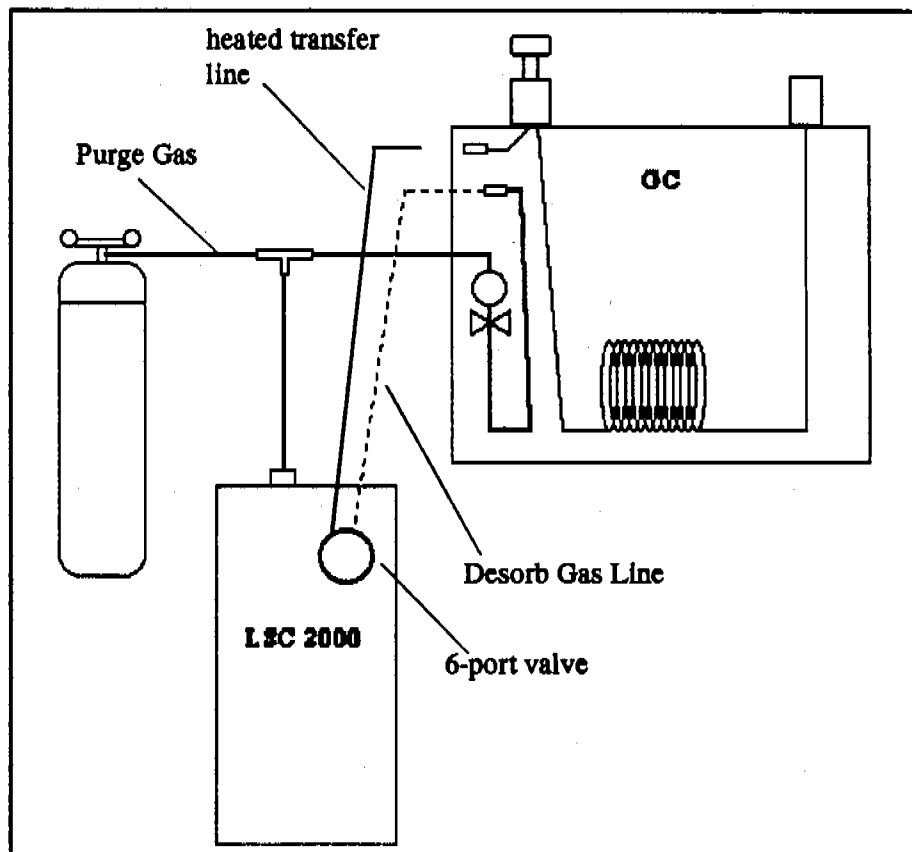 heated transfer
line
Purge Gas
GC
Desorb Gas Line
LSC 2000
6-port valve